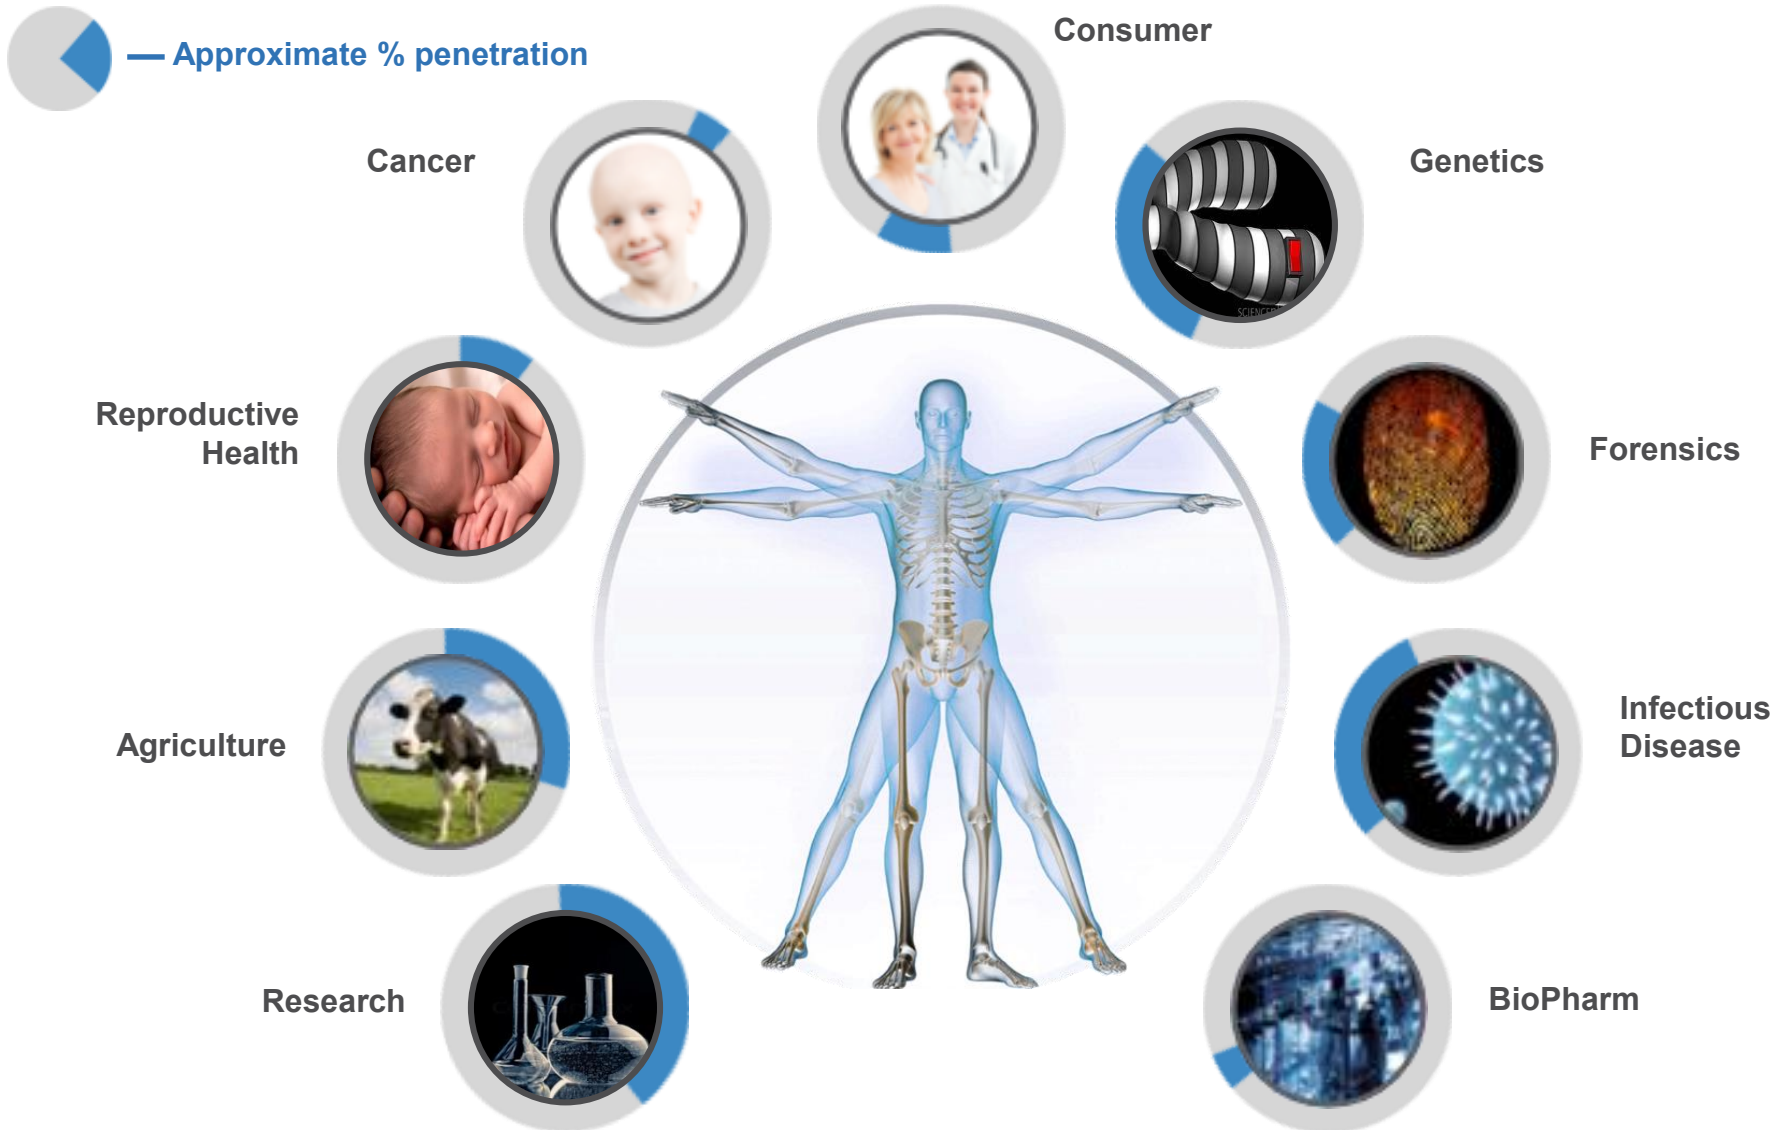 Approximate % penetration
Consumer
Cancer
Genetics
Reproductive
Health
Forensics
Agriculture
Infectious
Disease
Research
BioPharm